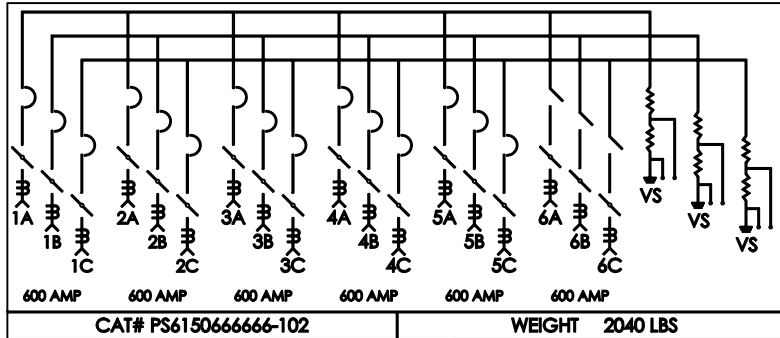 VS
1A 2A 3A 4A 5A 6A
VS
1B 2B 3B 4B 5B 6B
VS
1C 2C 3C 4C 5C 6C
600 AMP 600 AMP 600 AMP 600 AMP 600 AMP 600 AMP
CAT# PS6150666666-102 WEIGHT 2040 LBS